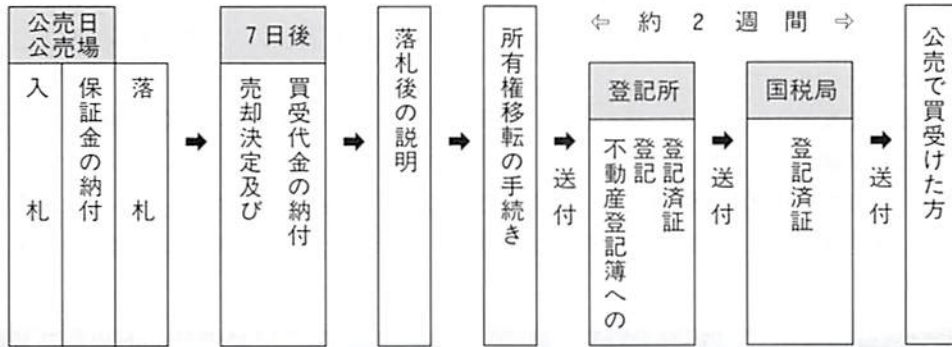 公売日
公売場
入札
保証金の納付
落札
7日後
売却決定及び
買受代金の納付
落札後の説明
所有権移転の手続き
送付
⇦ 約2週間 ⇨
登記所
不動産登記簿への
登記
登記済証
送付
国税局
登記済証
送付
公売で買受けた方